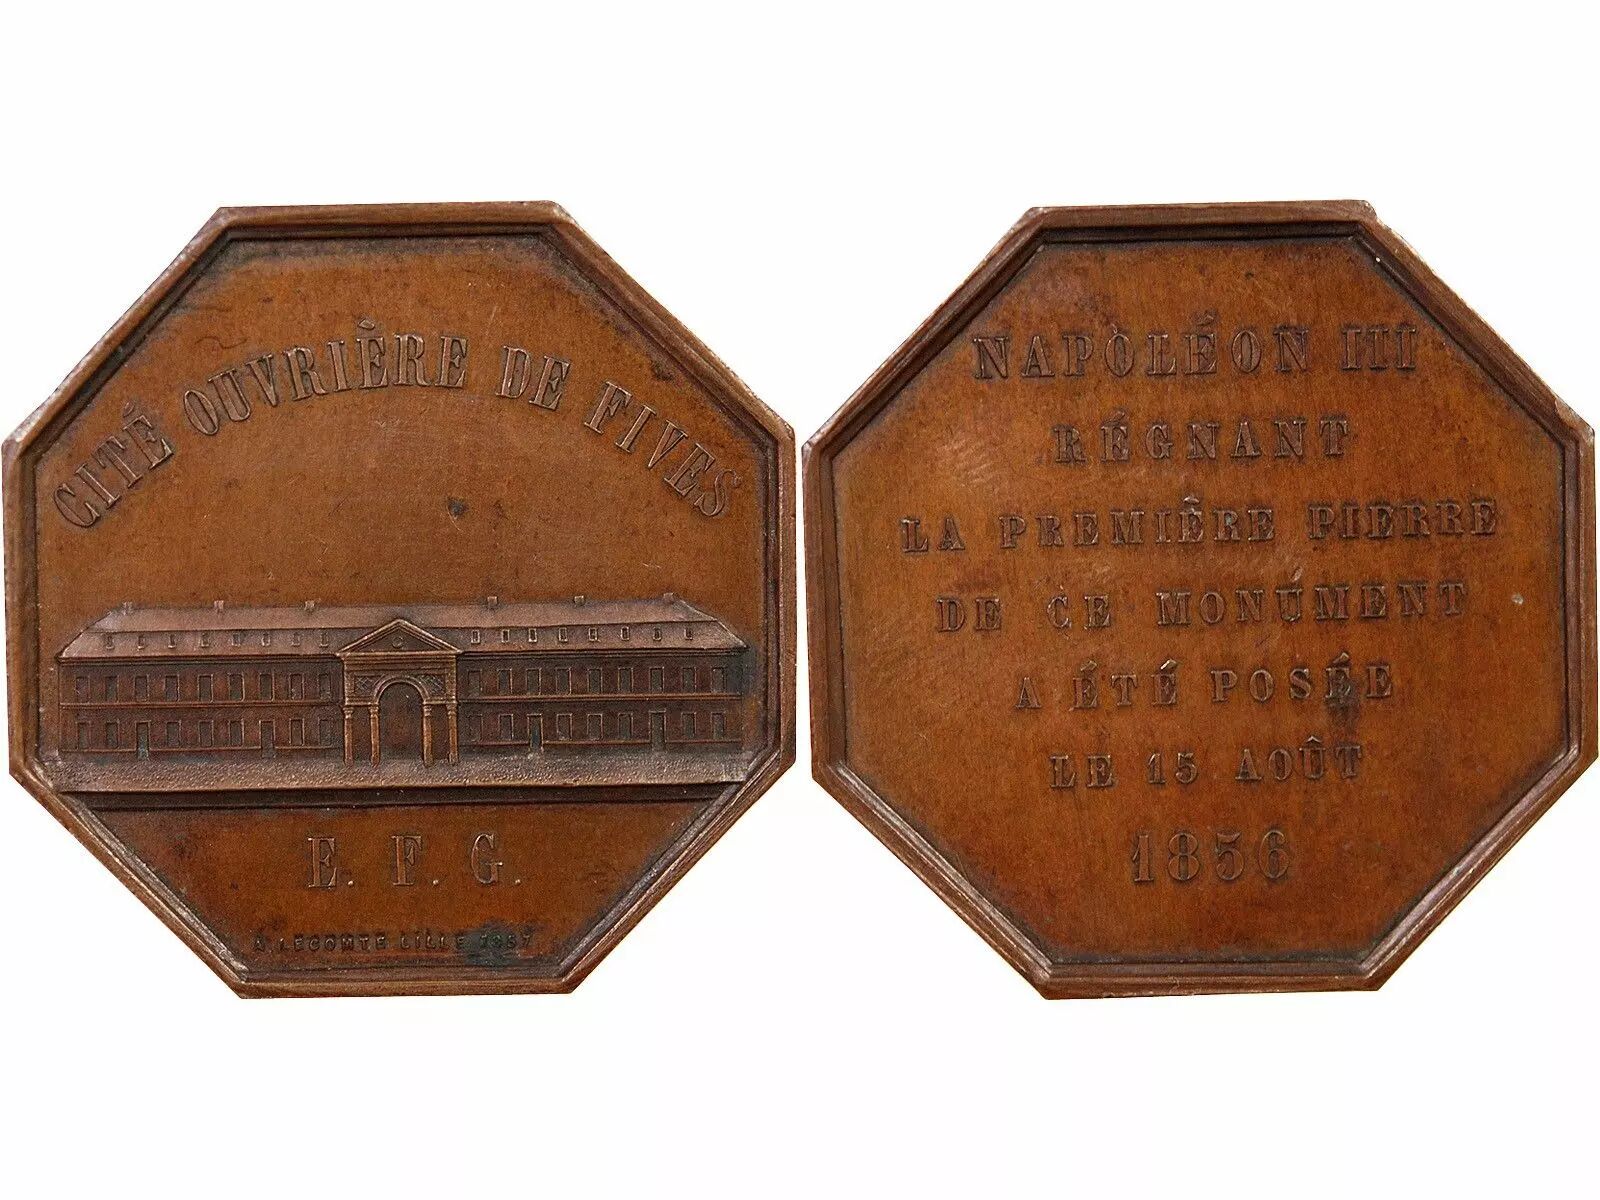 CITÉ OUVRIÈRE DE FIVES
E. F. G.
A. LECOMTE LILLE 1857
NAPOLÉON III
RÉGNANT
LA PREMIÈRE PIERRE
DE CE MONUMENT
A ÉTÉ POSÉE
LE 15 AOÛT
1856